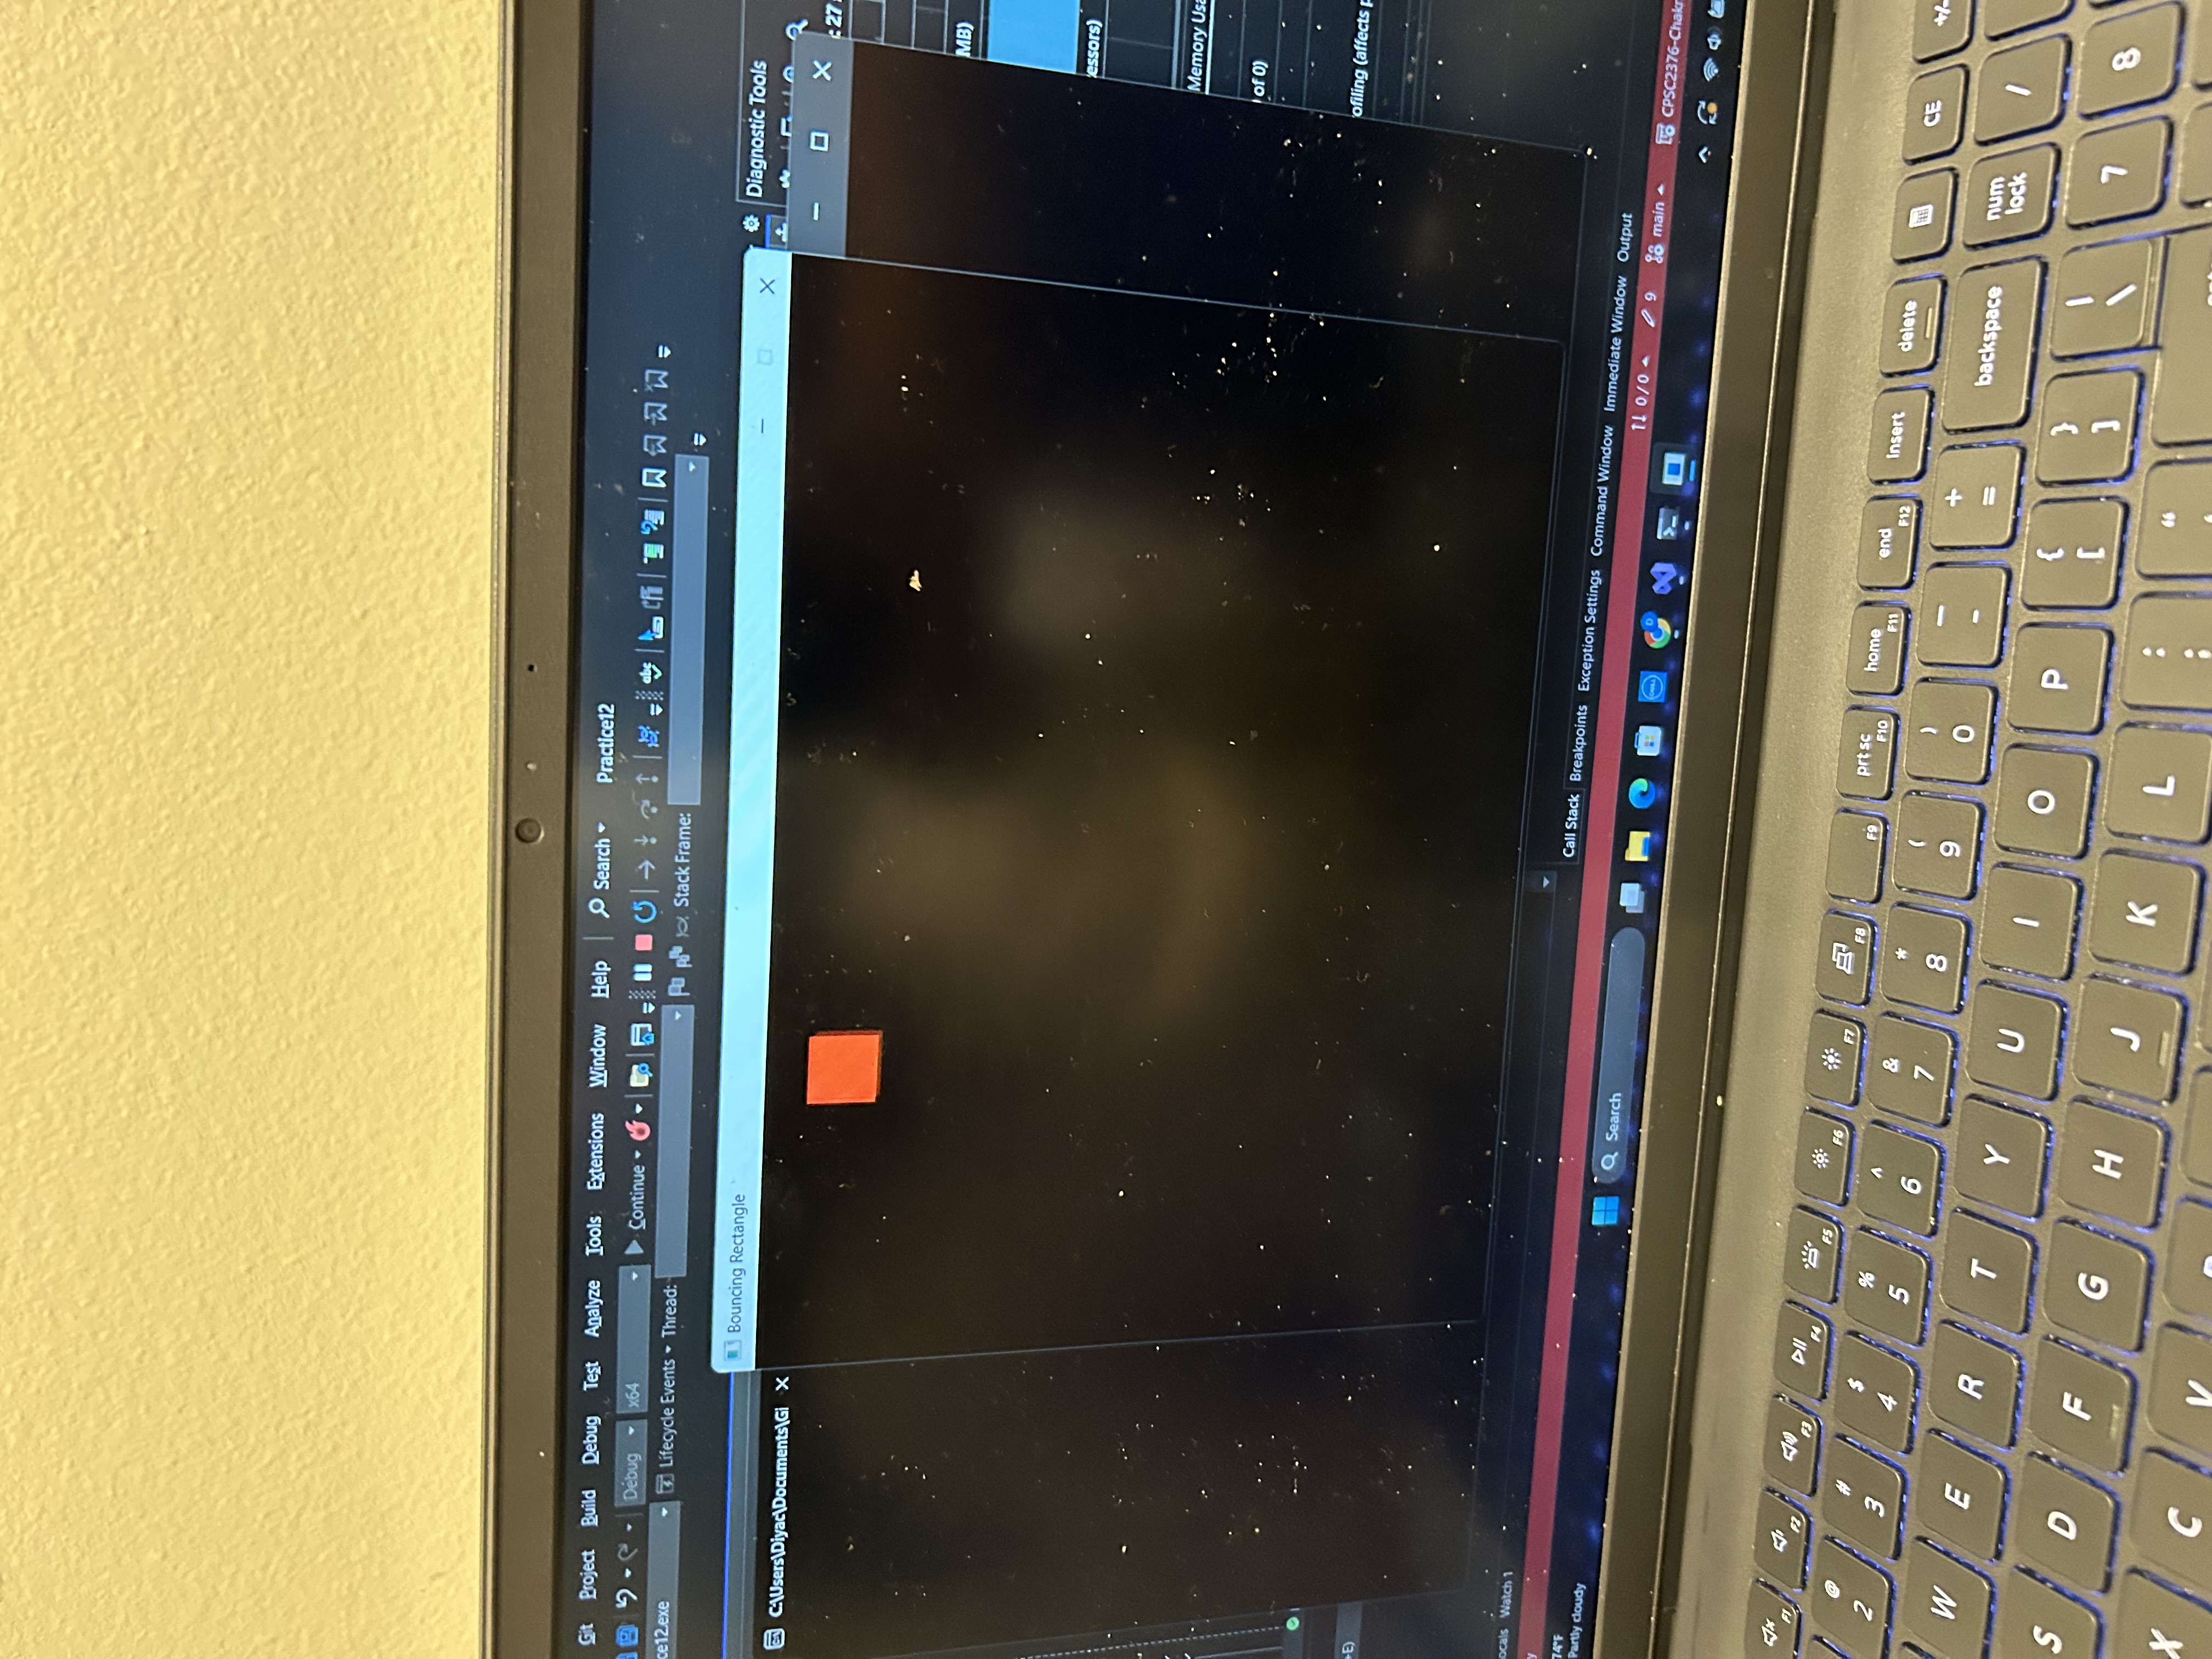 Git Project Build Debug Test Analyze Tools Extensions Window Help Search Practice12
Debug x64 Continue
ce12.exe Lifecycle Events Thread: Stack Frame:
Bouncing Rectangle
Diagnostic Tools
C:\Users\Diyac\Documents\Gi
: 27
MB)
essors)
Memory Usa
of 0)
+E)
ofiling (affects p
ocals Watch 1
Call Stack Breakpoints Exception Settings Command Window Immediate Window Output
y
0/0 9 main CPSC2376-Chakr
74°F
Partly cloudy
Search
F1 F2 F3 F4 F5 F6 F7 F8 F9 prt sc F10 home F11 end F12 insert delete CE +/-
@ 2 # 3 $ 4 % 5 ^ 6 & 7 * 8 ( 9 ) 0 _ - + = backspace num lock /
W E R T Y U I O P { [ } ] | \ 7 8
S D F G H J K L : ; “
X C V